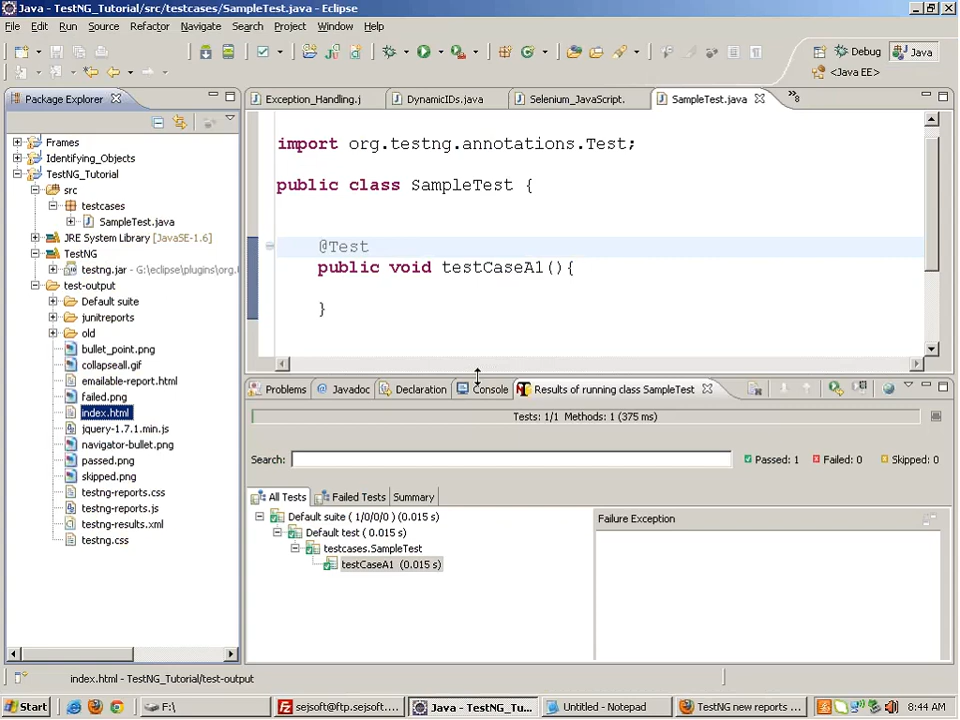 Java - TestNG_Tutorial/src/testcases/SampleTest.java - Eclipse
File Edit Run Source Refactor Navigate Search Project Window Help
Debug Java
<Java EE>
Package Explorer
Exception_Handling.j DynamicIDs.java Selenium_JavaScript. SampleTest.java 8
Frames
Identifying_Objects
TestNG_Tutorial
src
testcases
SampleTest.java
JRE System Library [JavaSE-1.6]
TestNG
testng.jar - G:\eclipse\plugins\org.
test-output
Default suite
junitreports
old
bullet_point.png
collapseall.gif
emailable-report.html
failed.png
index.html
jquery-1.7.1.min.js
navigator-bullet.png
passed.png
skipped.png
testng-reports.css
testng-reports.js
testng-results.xml
testng.css
import org.testng.annotations.Test;
public class SampleTest {
@Test
public void testCaseA1(){
}
Problems Javadoc Declaration Console Results of running class SampleTest
Tests: 1/1 Methods: 1 (375 ms)
Search: Passed: 1 Failed: 0 Skipped: 0
All Tests Failed Tests Summary
Default suite ( 1/0/0/0 ) (0.015 s)
Default test ( 0.015 s)
testcases.SampleTest
testCaseA1 (0.015 s)
Failure Exception
index.html - TestNG_Tutorial/test-output
Start F:\ sejsoft@ftp.sejsoft.... Java - TestNG_Tu... Untitled - Notepad TestNG new reports ... 8:44 AM